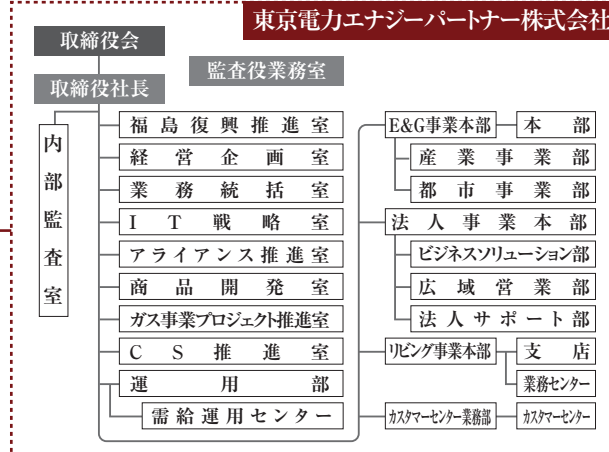 東京電力エナジーパートナー株式会社
取締役会
監査役業務室
取締役社長
内部監査室
福島復興推進室
経営企画室
業務統括室
IT戦略室
アライアンス推進室
商品開発室
ガス事業プロジェクト推進室
CS推進室
運用部
需給運用センター
E&G事業本部
本部
産業事業部
都市事業部
法人事業本部
ビジネスソリューション部
広域営業部
法人サポート部
リビング事業本部
支店
業務センター
カスタマーセンター業務部
カスタマーセンター